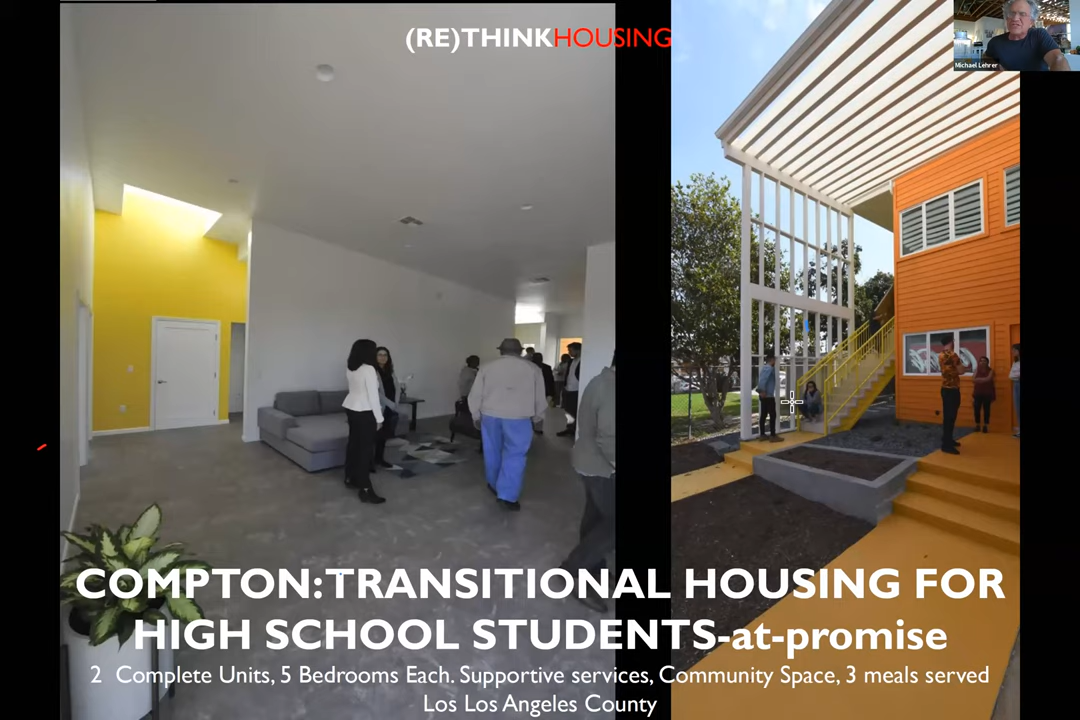 (RE)THINKHOUSING
Michael Lehrer
COMPTON:TRANSITIONAL HOUSING FOR
HIGH SCHOOL STUDENTS-at-promise
2 Complete Units, 5 Bedrooms Each. Supportive services, Community Space, 3 meals served
Los Los Angeles County